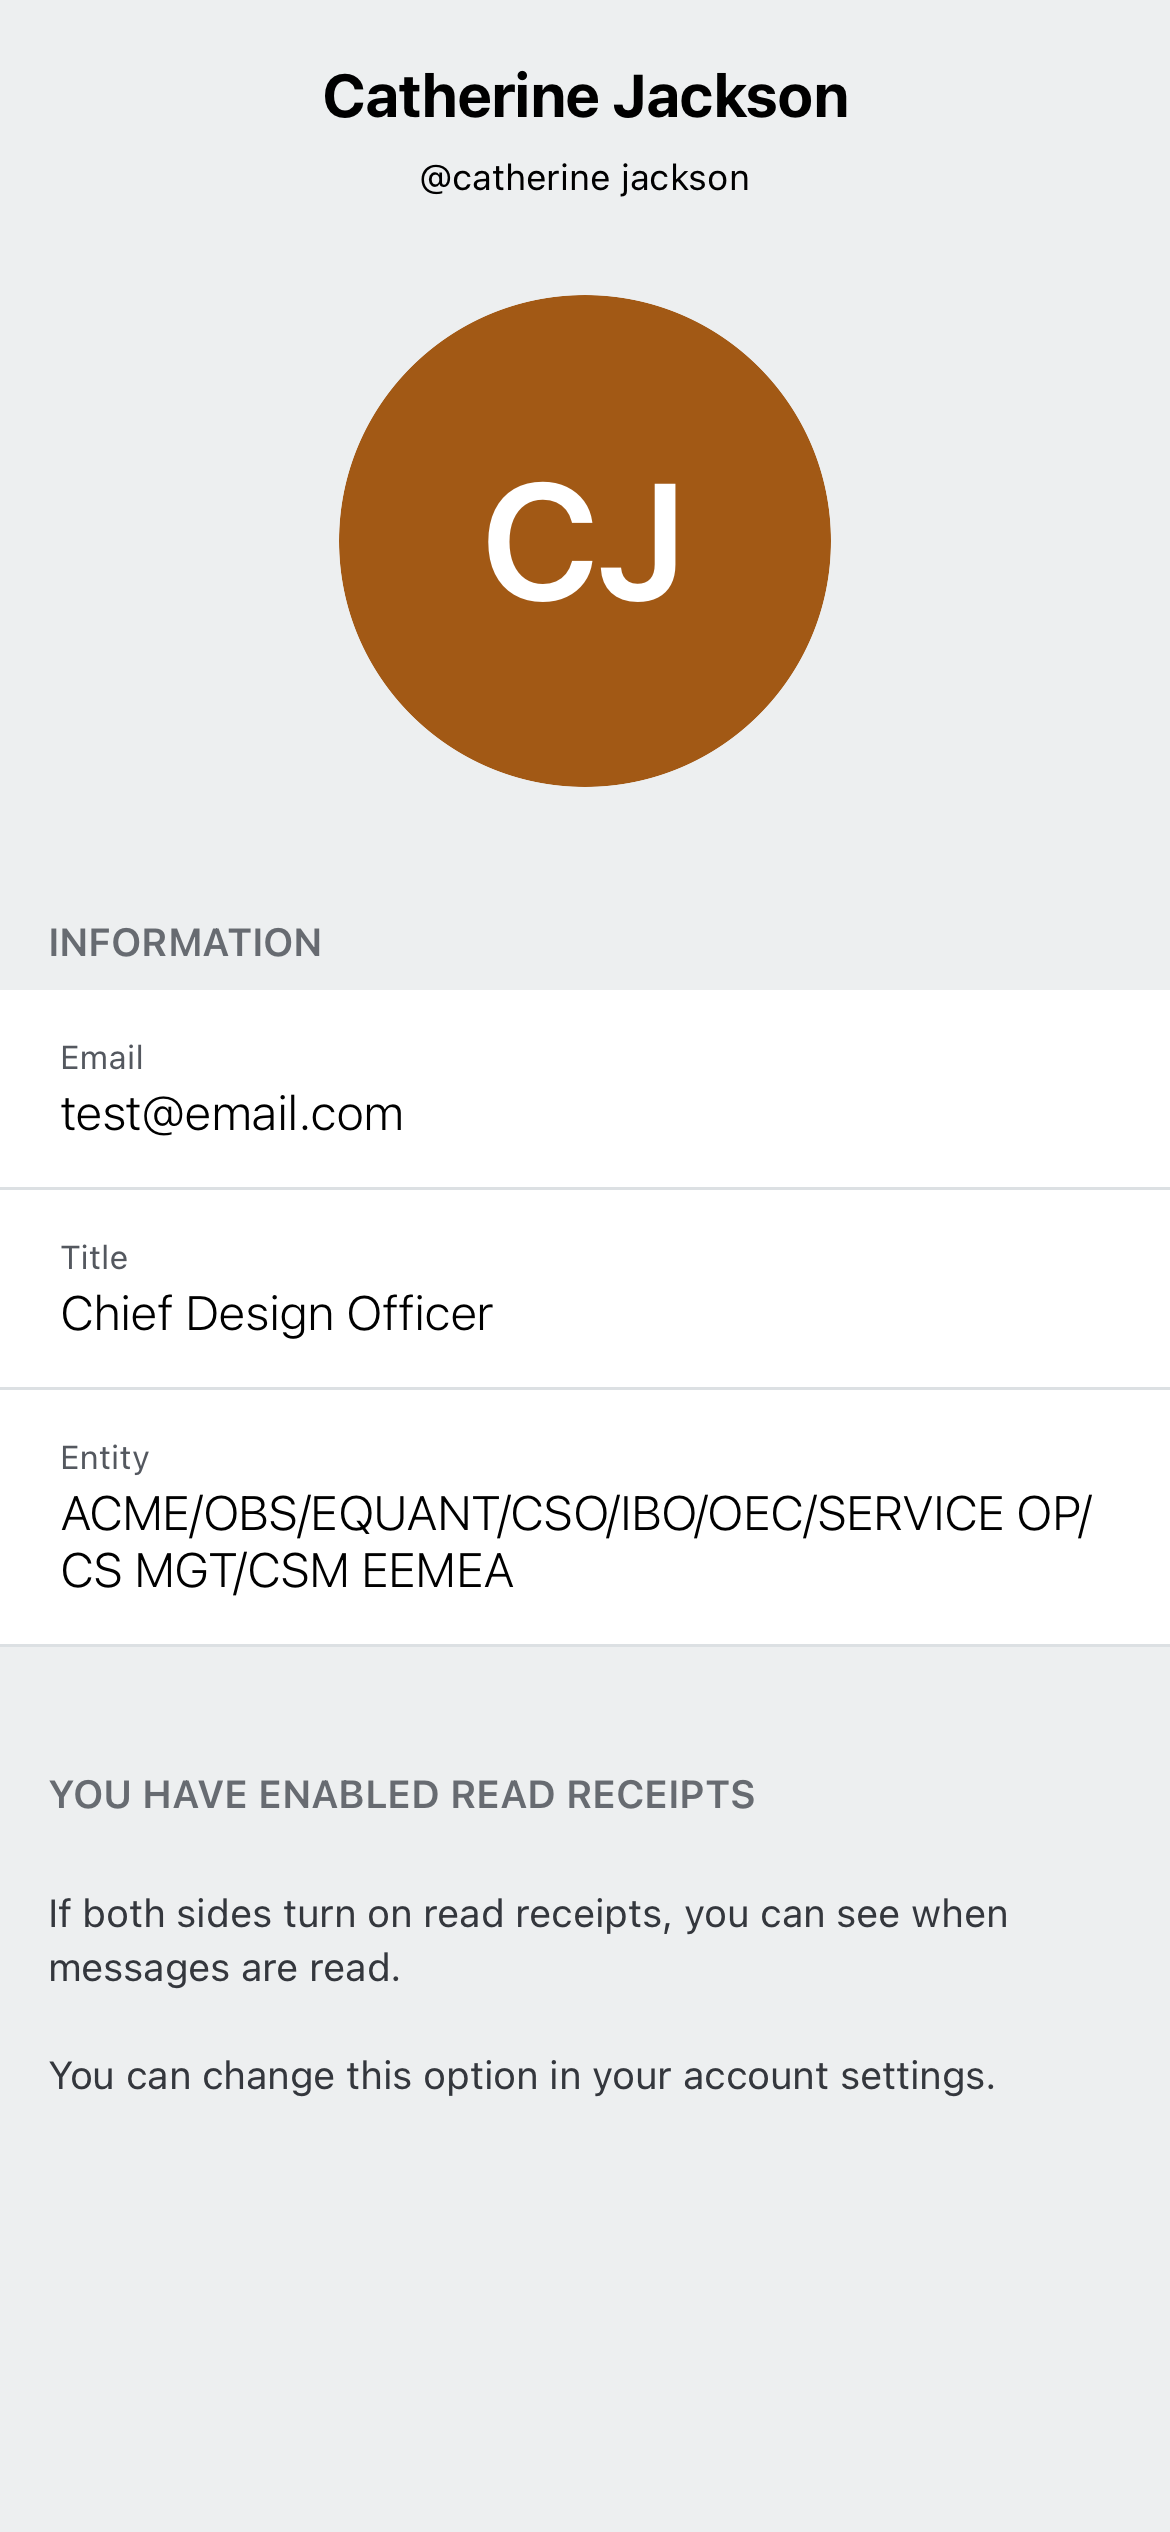 Catherine Jackson
@catherine jackson
CJ
INFORMATION
Email
test@email.com
Title
Chief Design Officer
Entity
ACME/OBS/EQUANT/CSO/IBO/OEC/SERVICE OP/
CS MGT/CSM EEMEA
YOU HAVE ENABLED READ RECEIPTS
If both sides turn on read receipts, you can see when
messages are read.
You can change this option in your account settings.